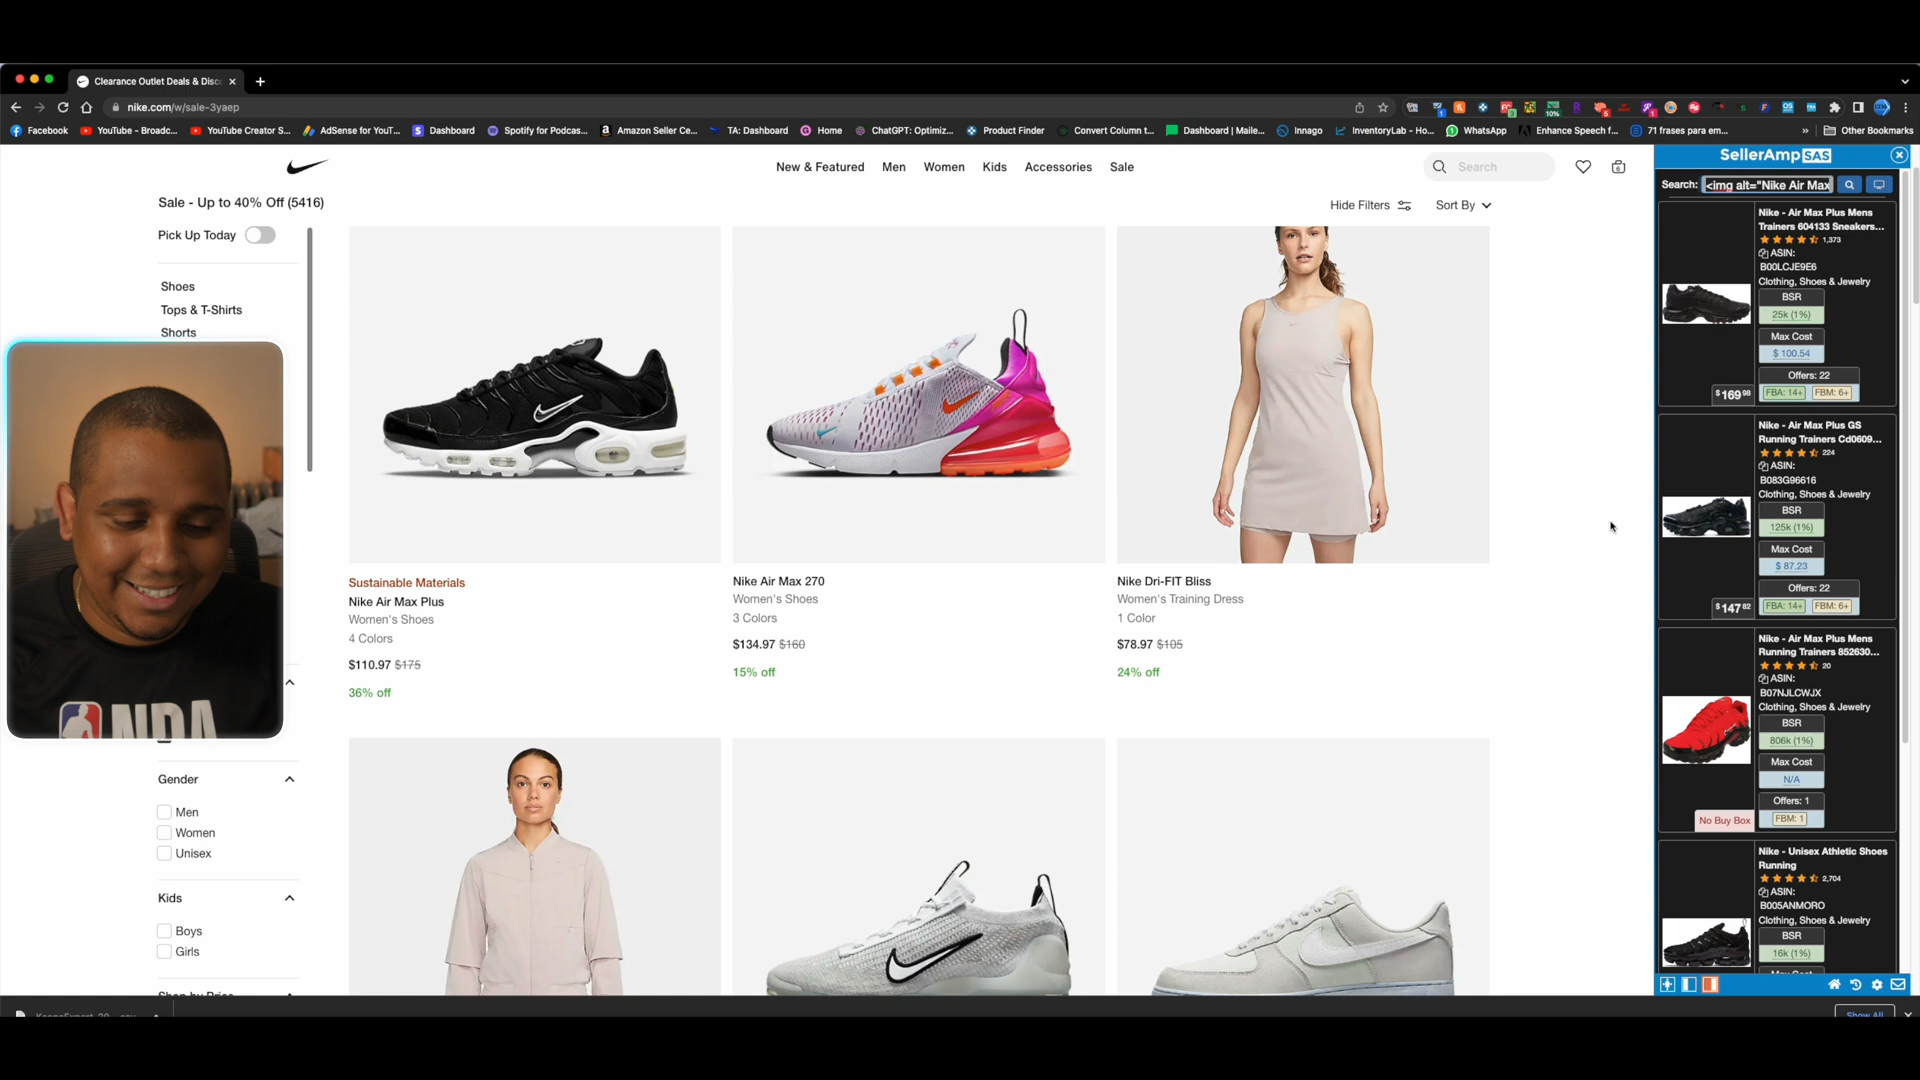 Clearance Outlet Deals & Disc
nike.com/w/sale-3yaep
Facebook
YouTube - Broadc...
YouTube Creator S...
AdSense for YouT...
Dashboard
Spotify for Podcas...
Amazon Seller Ce...
TA: Dashboard
Home
ChatGPT: Optimiz...
Product Finder
Convert Column t...
Dashboard | Maile...
Innago
InventoryLab - Ho...
WhatsApp
Enhance Speech f...
71 frases para em...
»
Other Bookmarks
New & Featured
Men
Women
Kids
Accessories
Sale
Search
Sale - Up to 40% Off (5416)
Hide Filters
Sort By
Pick Up Today
Shoes
Tops & T-Shirts
Shorts
Gender
Men
Women
Unisex
Kids
Boys
Girls
Shop by Price
NBA
Sustainable Materials
Nike Air Max Plus
Women's Shoes
4 Colors
$110.97 $175
36% off
Nike Air Max 270
Women's Shoes
3 Colors
$134.97 $160
15% off
Nike Dri-FIT Bliss
Women's Training Dress
1 Color
$78.97 $105
24% off
SellerAmp SAS
Search: <img alt="Nike Air Max
Nike - Air Max Plus Mens
Trainers 604133 Sneakers...
1,373
ASIN:
B00LCJE9E6
Clothing, Shoes & Jewelry
BSR
25k (1%)
Max Cost
$ 100.54
Offers: 22
$169.98
FBA: 14+ FBM: 6+
Nike - Air Max Plus GS
Running Trainers Cd0609...
224
ASIN:
B083G96616
Clothing, Shoes & Jewelry
BSR
125k (1%)
Max Cost
$ 87.23
Offers: 22
$147.82
FBA: 14+ FBM: 6+
Nike - Air Max Plus Mens
Running Trainers 852630...
20
ASIN:
B07NJLCWJX
Clothing, Shoes & Jewelry
BSR
806k (1%)
Max Cost
N/A
Offers: 1
No Buy Box
FBM: 1
Nike - Unisex Athletic Shoes
Running
2,704
ASIN:
B005ANMORO
Clothing, Shoes & Jewelry
BSR
16k (1%)
Show All